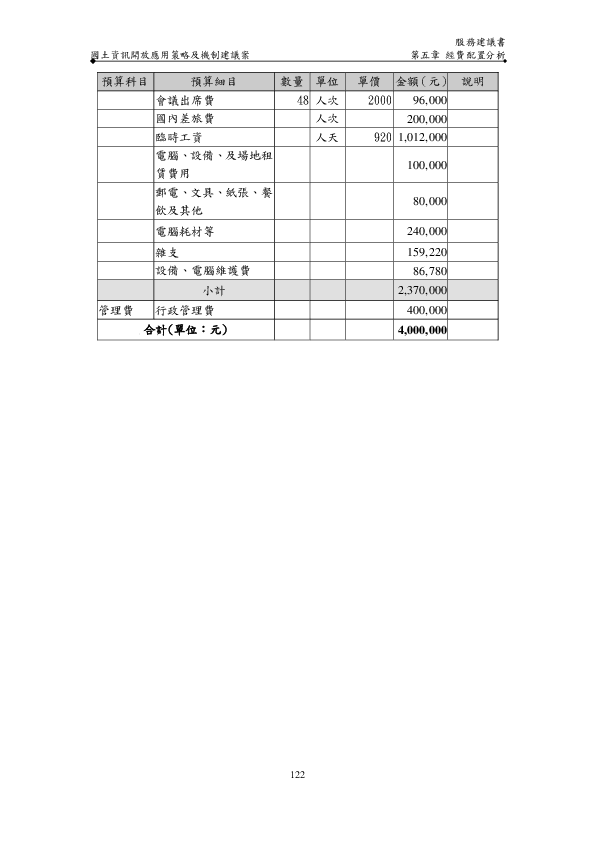 服務建議書
國土資訊開放應用策略及機制建議案 第五章 經費配置分析
預算科目 預算細目 數量 單位 單價 金額(元) 說明
會議出席費 48 人次 2000 96,000
國內差旅費 人次 200,000
臨時工資 人天 920 1,012,000
電腦、設備、及場地租
賃費用 100,000
郵電、文具、紙張、餐
飲及其他 80,000
電腦耗材等 240,000
雜支 159,220
設備、電腦維護費 86,780
小計 2,370,000
管理費 行政管理費 400,000
合計(單位：元) 4,000,000
122